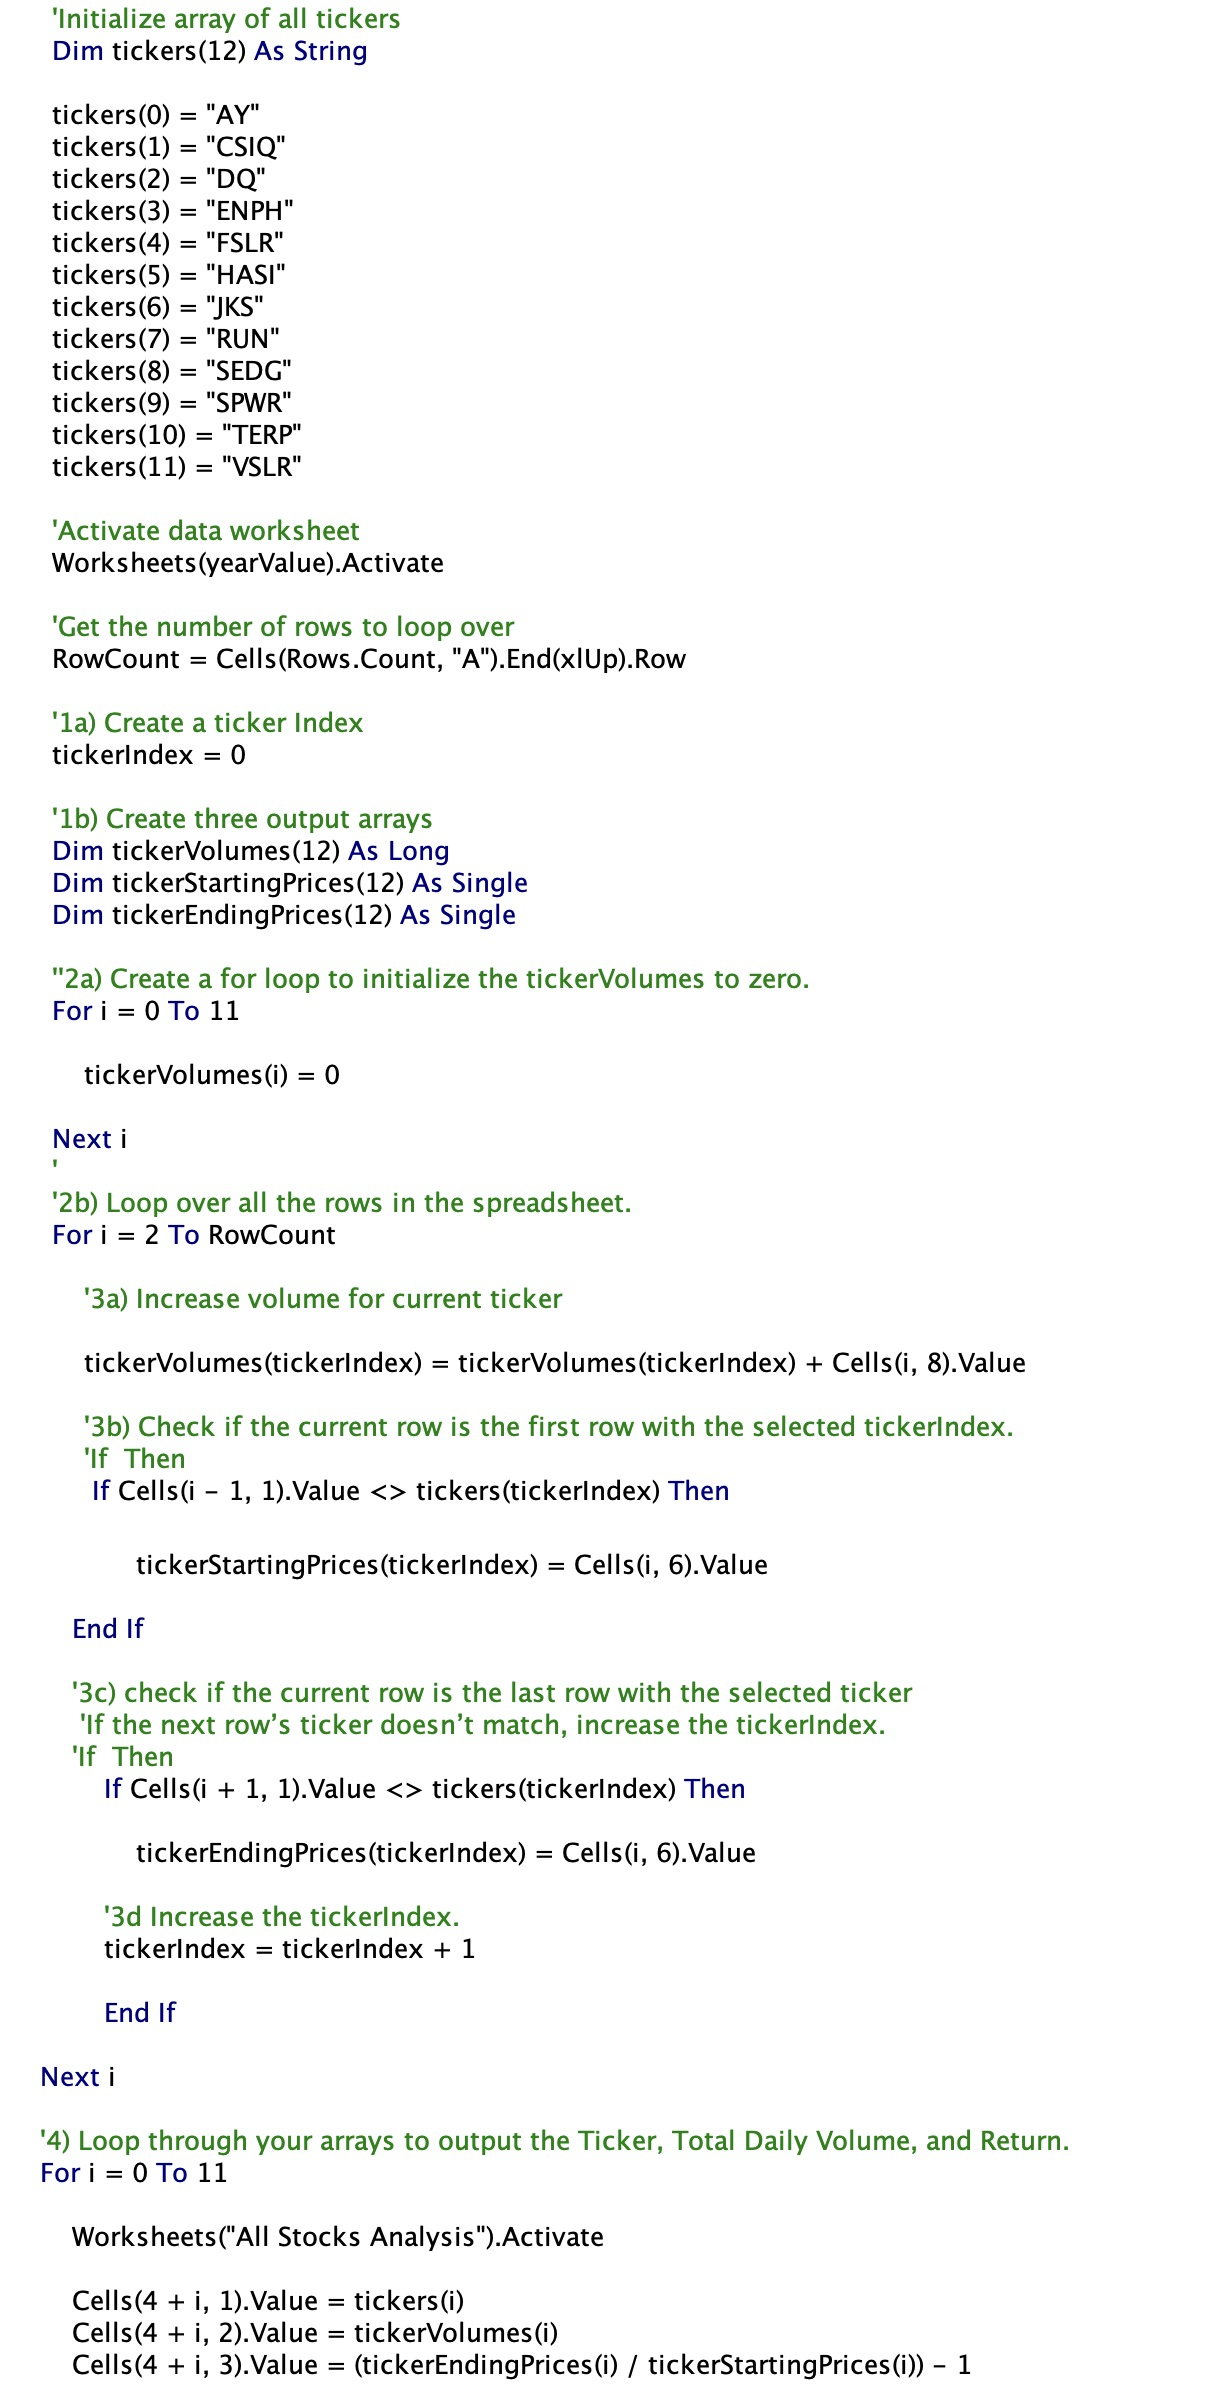 'Initialize array of all tickers
Dim tickers(12) As String
tickers(0) = "AY"
tickers(1) = "CSIQ"
tickers(2) = "DQ"
tickers(3) = "ENPH"
tickers(4) = "FSLR"
tickers(5) = "HASI"
tickers(6) = "JKS"
tickers(7) = "RUN"
tickers(8) = "SEDG"
tickers(9) = "SPWR"
tickers(10) = "TERP"
tickers(11) = "VSLR"
'Activate data worksheet
Worksheets(yearValue).Activate
'Get the number of rows to loop over
RowCount = Cells(Rows.Count, "A").End(xlUp).Row
'1a) Create a ticker Index
tickerIndex = 0
'1b) Create three output arrays
Dim tickerVolumes(12) As Long
Dim tickerStartingPrices(12) As Single
Dim tickerEndingPrices(12) As Single
''2a) Create a for loop to initialize the tickerVolumes to zero.
For i = 0 To 11
tickerVolumes(i) = 0
Next i
'
'2b) Loop over all the rows in the spreadsheet.
For i = 2 To RowCount
'3a) Increase volume for current ticker
tickerVolumes(tickerIndex) = tickerVolumes(tickerIndex) + Cells(i, 8).Value
'3b) Check if the current row is the first row with the selected tickerIndex.
'If  Then
If Cells(i - 1, 1).Value <> tickers(tickerIndex) Then
tickerStartingPrices(tickerIndex) = Cells(i, 6).Value
End If
'3c) check if the current row is the last row with the selected ticker
'If the next row’s ticker doesn’t match, increase the tickerIndex.
'If  Then
If Cells(i + 1, 1).Value <> tickers(tickerIndex) Then
tickerEndingPrices(tickerIndex) = Cells(i, 6).Value
'3d Increase the tickerIndex.
tickerIndex = tickerIndex + 1
End If
Next i
'4) Loop through your arrays to output the Ticker, Total Daily Volume, and Return.
For i = 0 To 11
Worksheets("All Stocks Analysis").Activate
Cells(4 + i, 1).Value = tickers(i)
Cells(4 + i, 2).Value = tickerVolumes(i)
Cells(4 + i, 3).Value = (tickerEndingPrices(i) / tickerStartingPrices(i)) - 1